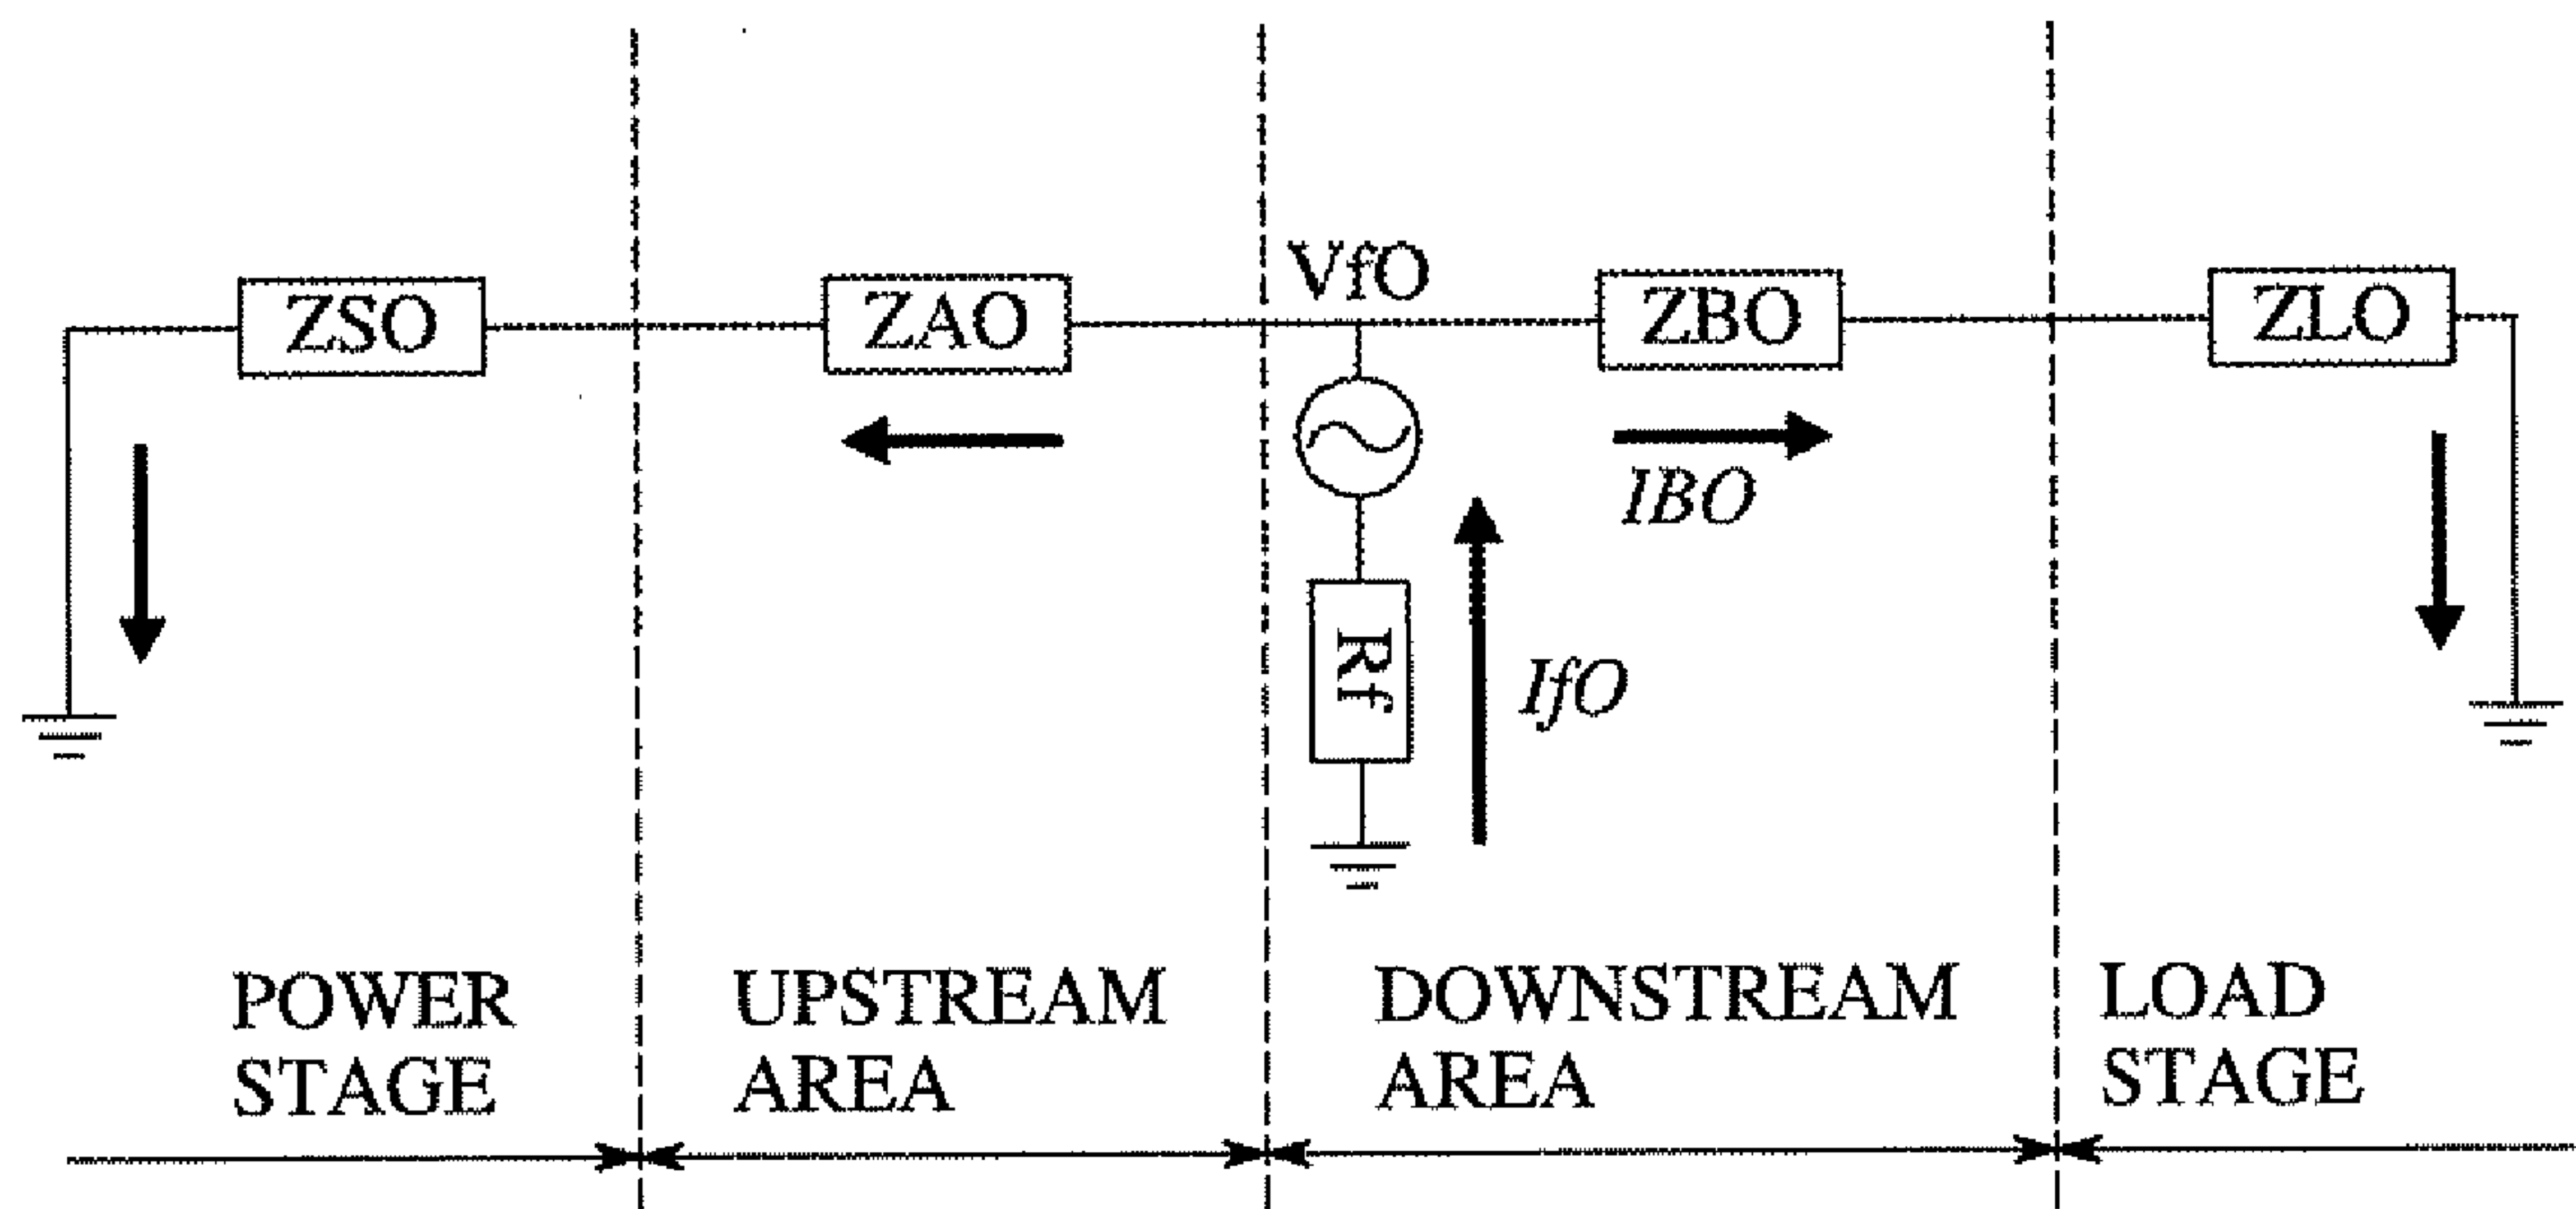 VfO
ZSO
ZAO
ZBO
ZLO
IBO
Rf
IfO
POWER
STAGE
UPSTREAM
AREA
DOWNSTREAM
AREA
LOAD
STAGE